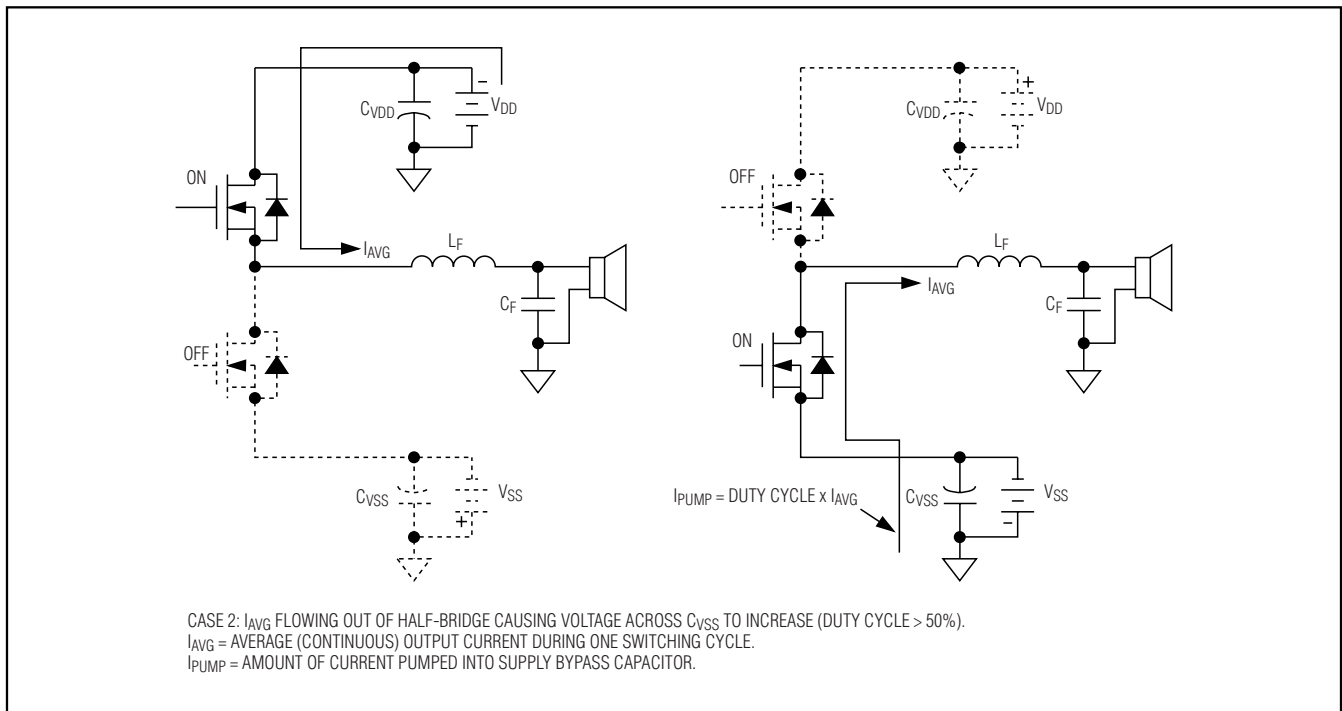 −
CVDD
VDD
ON
IAVG
LF
CF
OFF
CVSS
VSS
+
+
CVDD
VDD
OFF
LF
IAVG
CF
ON
IPUMP = DUTY CYCLE x IAVG
CVSS
VSS
−
CASE 2: IAVG FLOWING OUT OF HALF-BRIDGE CAUSING VOLTAGE ACROSS CVSS TO INCREASE (DUTY CYCLE > 50%).
IAVG = AVERAGE (CONTINUOUS) OUTPUT CURRENT DURING ONE SWITCHING CYCLE.
IPUMP = AMOUNT OF CURRENT PUMPED INTO SUPPLY BYPASS CAPACITOR.